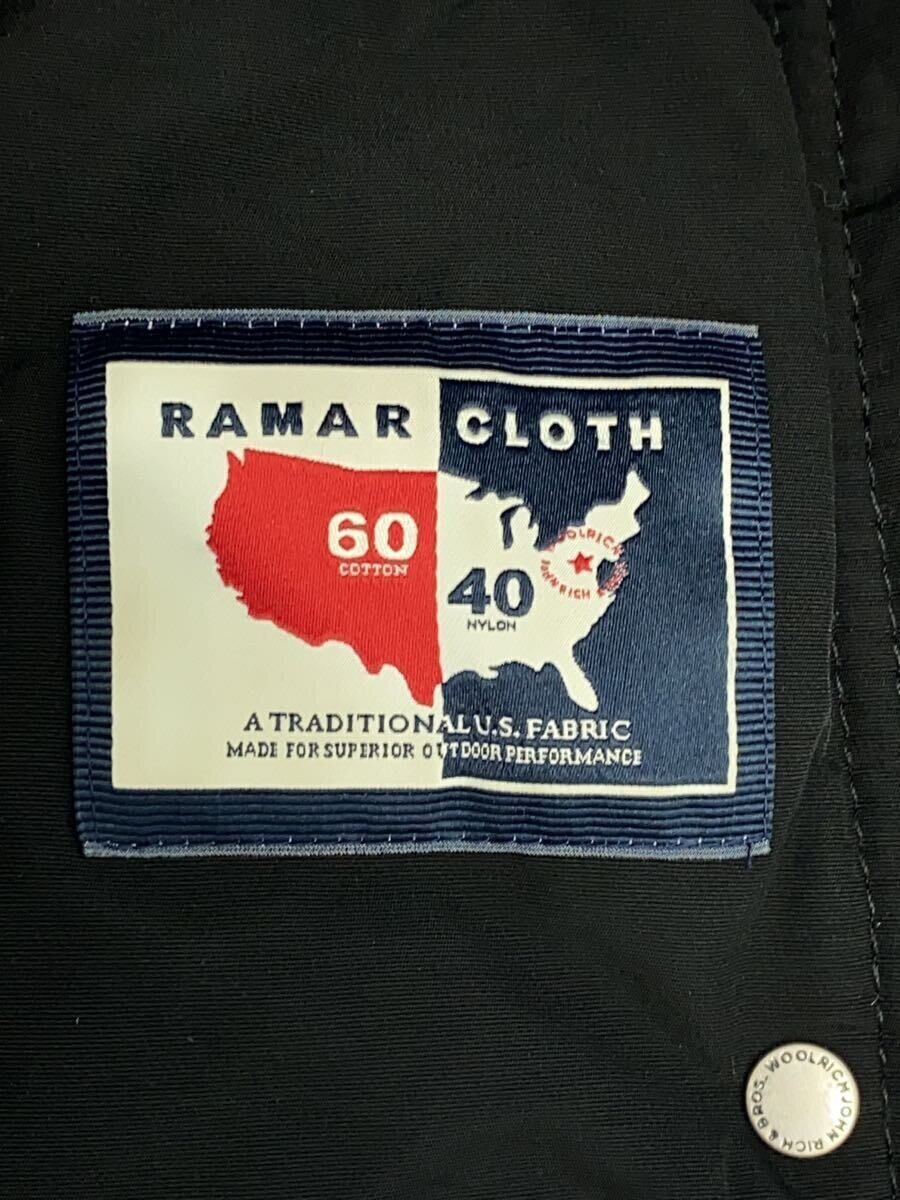 RAMAR CLOTH
60
COTTON
40
NYLON
WOOLRICH
JOHN RICH &
A TRADITIONAL U.S. FABRIC
MADE FOR SUPERIOR OUTDOOR PERFORMANCE
WOOLRICH JOHN RICH & BROS.